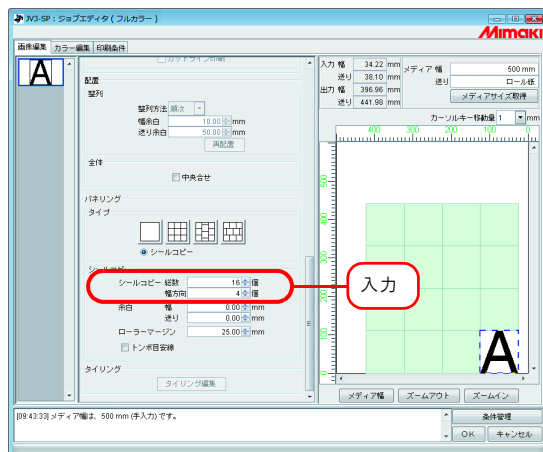 JV3-SP : ジョブエディタ ( フルカラー )
Mimaki
画像編集 カラー編集 印刷条件
A
カットライン印刷
配置
整列
整列方法 順次
幅余白 10.00 mm
送り余白 50.00 mm
再配置
全体
中央合せ
パネリング
タイプ
シールコピー
シールコピー
シールコピー 総数 16 個
幅方向 4 個
余白 幅 0.00 mm
送り 0.00 mm
ローラーマージン 25.00 mm
トンボ目安線
タイリング
タイリング編集
入力 幅 34.22 mm
送り 38.10 mm
出力 幅 396.96 mm
送り 441.98 mm
メディア 幅 500 mm
送り ロール紙
メディアサイズ取得
カーソルキー移動量 1 mm
400 300 200 100 0
500
400
300
200
100
0
入力
A
メディア幅 ズームアウト ズームイン
[09:43:33] メディア幅は、500 mm (手入力) です。
条件管理
OK キャンセル